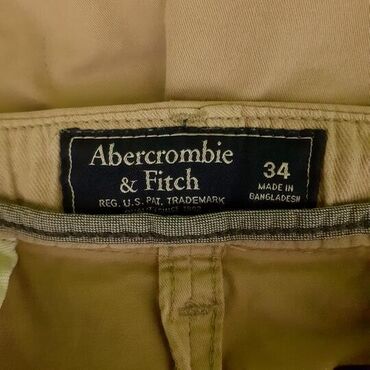 Abercrombie
& Fitch
REG. U.S. PAT. TRADEMARK
34
MADE IN
BANGLADESH